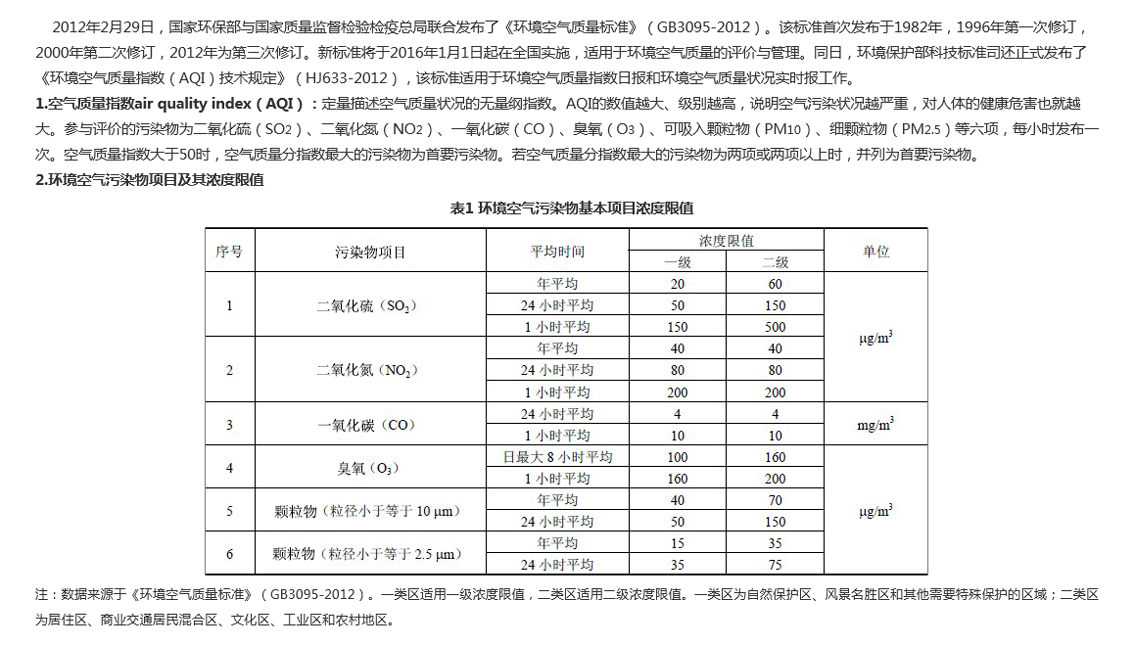 2012年2月29日，国家环保部与国家质量监督检验检疫总局联合发布了《环境空气质量标准》（GB3095-2012）。该标准首次发布于1982年，1996年第一次修订，
2000年第二次修订，2012年为第三次修订。新标准将于2016年1月1日起在全国实施，适用于环境空气质量的评价与管理。同日，环境保护部科技标准司还正式发布了
《环境空气质量指数（AQI）技术规定》（HJ633-2012），该标准适用于环境空气质量指数日报和环境空气质量状况实时报工作。
1.空气质量指数air quality index（AQI）：定量描述空气质量状况的无量纲指数。AQI的数值越大、级别越高，说明空气污染状况越严重，对人体的健康危害也就越
大。参与评价的污染物为二氧化硫（SO2）、二氧化氮（NO2）、一氧化碳（CO）、臭氧（O3）、可吸入颗粒物（PM10）、细颗粒物（PM2.5）等六项，每小时发布一
次。空气质量指数大于50时，空气质量分指数最大的污染物为首要污染物。若空气质量分指数最大的污染物为两项或两项以上时，并列为首要污染物。
2.环境空气污染物项目及其浓度限值
表1 环境空气污染物基本项目浓度限值
序号 污染物项目 平均时间 浓度限值 单位
一级 二级
1 二氧化硫（SO2） 年平均 20 60 μg/m3
24 小时平均 50 150
1 小时平均 150 500
2 二氧化氮（NO2） 年平均 40 40
24 小时平均 80 80
1 小时平均 200 200
3 一氧化碳（CO） 24 小时平均 4 4 mg/m3
1 小时平均 10 10
4 臭氧（O3） 日最大 8 小时平均 100 160 μg/m3
1 小时平均 160 200
5 颗粒物（粒径小于等于 10 μm） 年平均 40 70
24 小时平均 50 150
6 颗粒物（粒径小于等于 2.5 μm） 年平均 15 35
24 小时平均 35 75
注：数据来源于《环境空气质量标准》（GB3095-2012）。一类区适用一级浓度限值，二类区适用二级浓度限值。一类区为自然保护区、风景名胜区和其他需要特殊保护的区域；二类区
为居住区、商业交通居民混合区、文化区、工业区和农村地区。